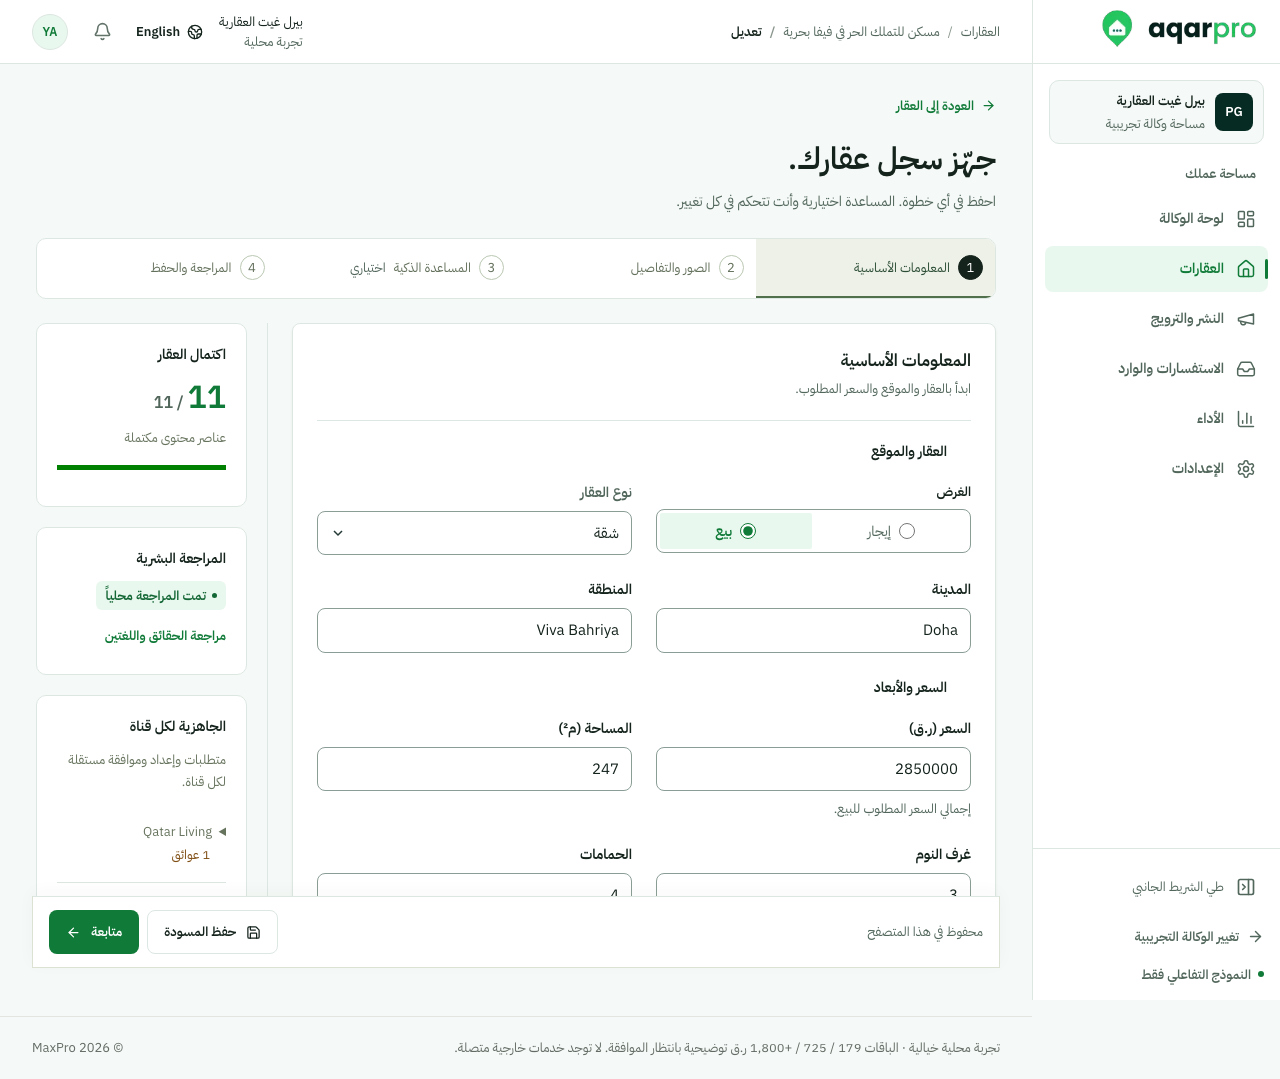 aqarpro
PG
بيرل غيت العقارية
مساحة وكالة تجريبية
مساحة عملك
لوحة الوكالة
العقارات
النشر والترويج
الاستفسارات والوارد
الأداء
الإعدادات
طي الشريط الجانبي
تغيير الوكالة التجريبية
النموذج التفاعلي فقط
العقارات / مسكن للتملك الحر في فيفا بحرية / تعديل
بيرل غيت العقارية
تجربة محلية
English
YA
العودة إلى العقار
جهّز سجل عقارك.
احفظ في أي خطوة. المساعدة اختيارية وأنت تتحكم في كل تغيير.
1 المعلومات الأساسية
2 الصور والتفاصيل
3 المساعدة الذكية اختياري
4 المراجعة والحفظ
المعلومات الأساسية
ابدأ بالعقار والموقع والسعر المطلوب.
العقار والموقع
الغرض
إيجار
بيع
نوع العقار
شقة
المدينة
Doha
المنطقة
Viva Bahriya
السعر والأبعاد
السعر (ر.ق)
2850000
إجمالي السعر المطلوب للبيع.
المساحة (م²)
247
غرف النوم
3
الحمامات
4
اكتمال العقار
11 / 11
عناصر محتوى مكتملة
المراجعة البشرية
تمت المراجعة محلياً
مراجعة الحقائق واللغتين
الجاهزية لكل قناة
متطلبات وإعداد وموافقة مستقلة
لكل قناة.
Qatar Living
1 عوائق
محفوظ في هذا المتصفح
حفظ المسودة
متابعة
تجربة محلية خيالية · الباقات 179 / 725 / +1,800 ر.ق توضيحية بانتظار الموافقة. لا توجد خدمات خارجية متصلة.
© 2026 MaxPro